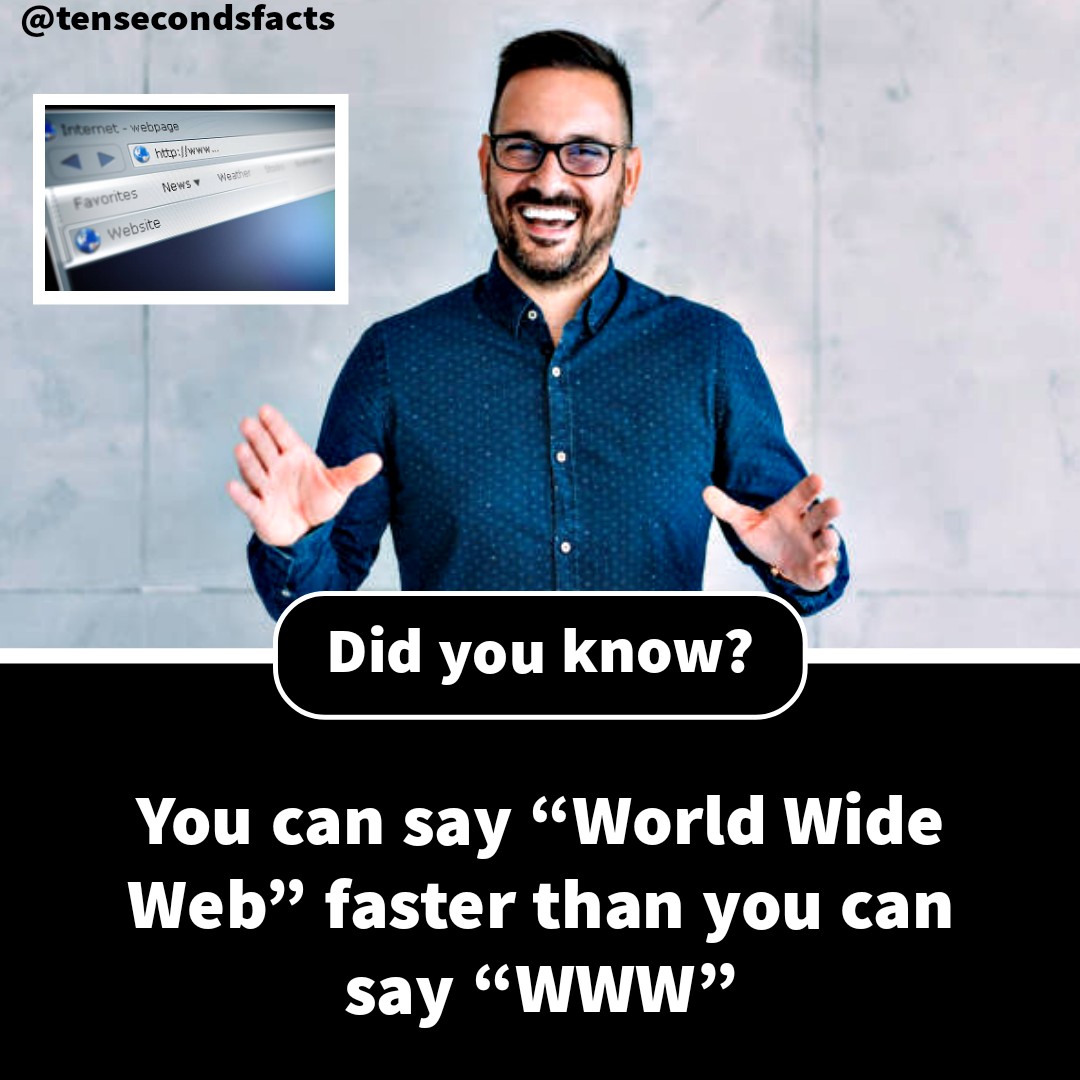 @tensecondsfacts
Internet - webpage
http://www...
Favorites News ▾ Weather
Website
Did you know?
You can say “World Wide
Web” faster than you can
say “WWW”